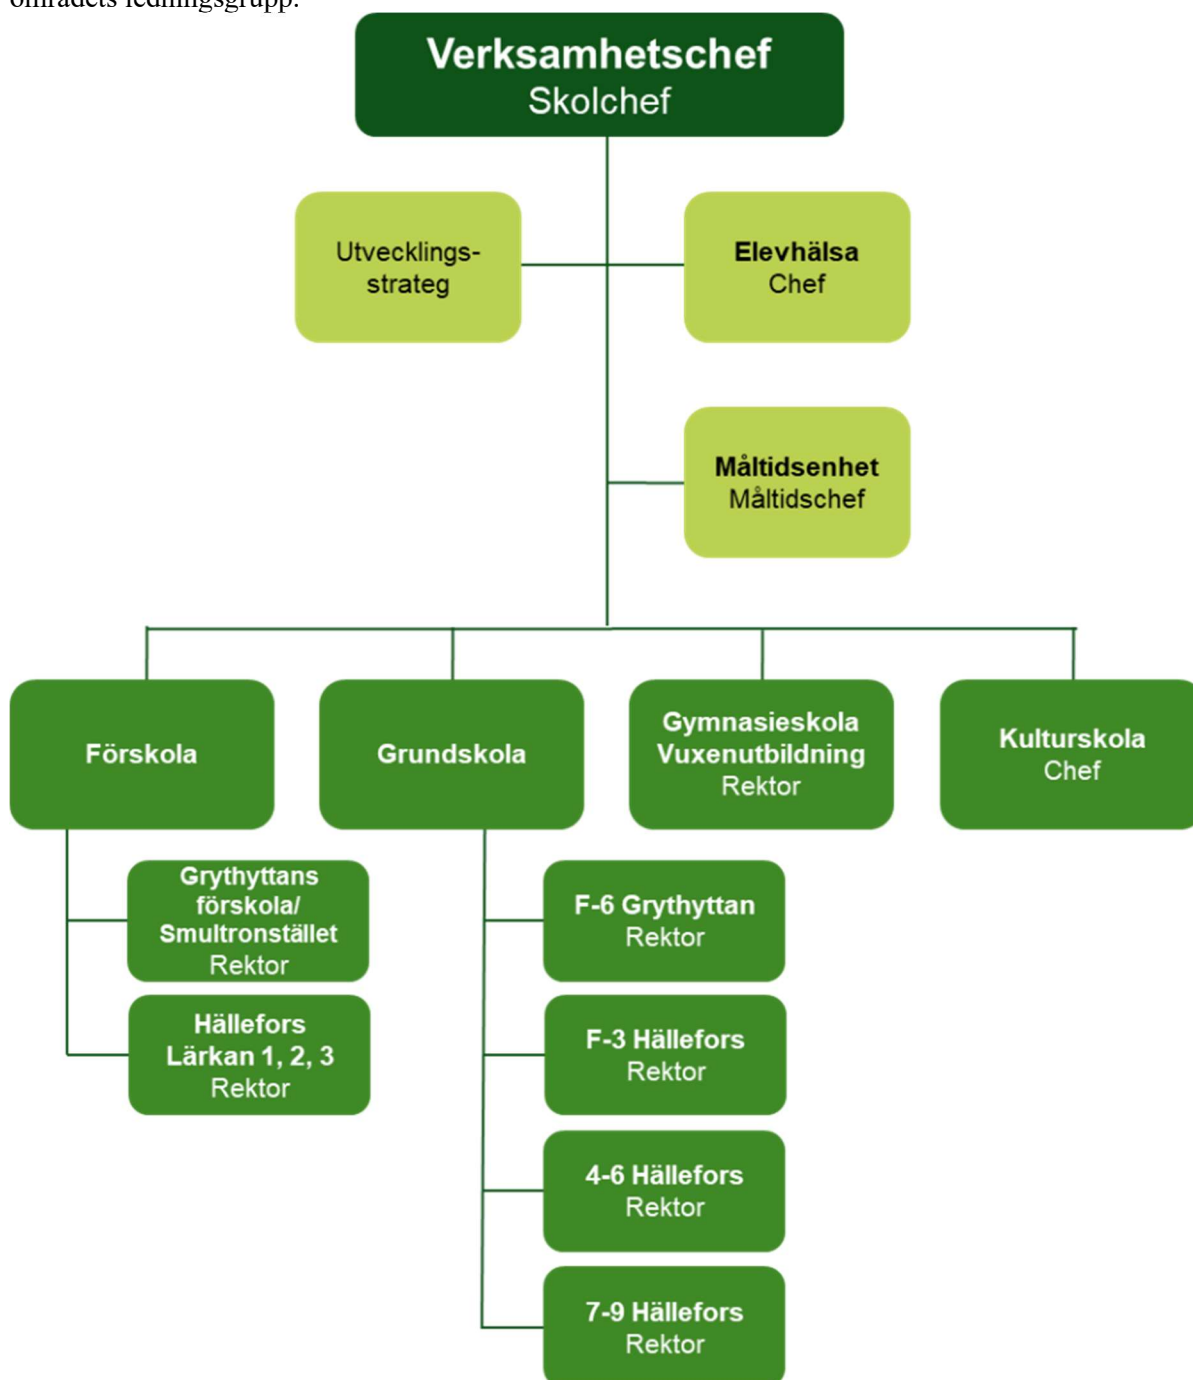 områdets ledningsgrupp.
Verksamhetschef
Skolchef
Utvecklings-
strateg
Elevhälsa
Chef
Måltidsenhet
Måltidschef
Förskola
Grundskola
Gymnasieskola
Vuxenutbildning
Rektor
Kulturskola
Chef
Grythyttans
förskola/
Smultronstället
Rektor
Hällefors
Lärkan 1, 2, 3
Rektor
F-6 Grythyttan
Rektor
F-3 Hällefors
Rektor
4-6 Hällefors
Rektor
7-9 Hällefors
Rektor